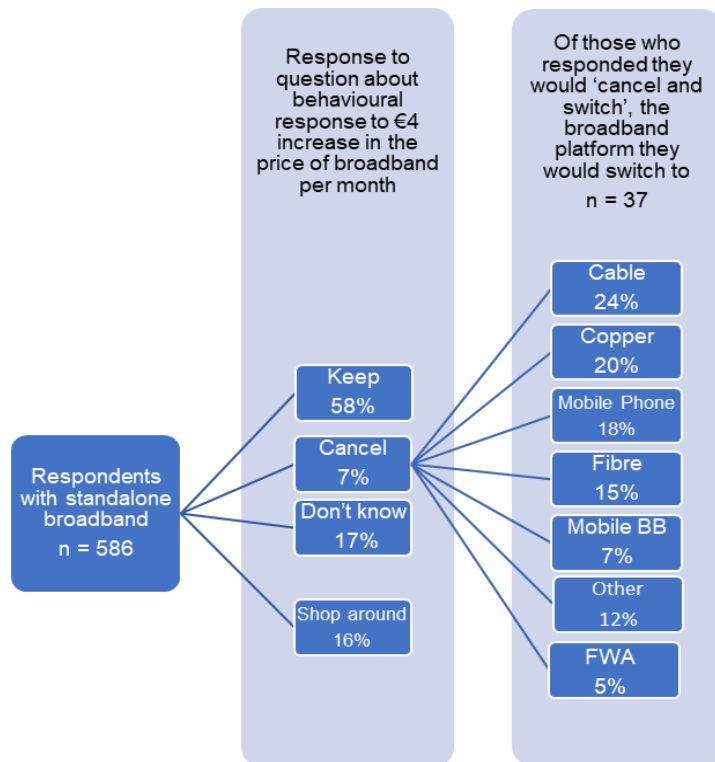 Response to
question about
behavioural
response to €4
increase in the
price of broadband
per month
Of those who
responded they
would ‘cancel and
switch’, the
broadband
platform they
would switch to
n = 37
Respondents
with standalone
broadband
n = 586
Keep
58%
Cancel
7%
Don’t know
17%
Shop around
16%
Cable
24%
Copper
20%
Mobile Phone
18%
Fibre
15%
Mobile BB
7%
Other
12%
FWA
5%